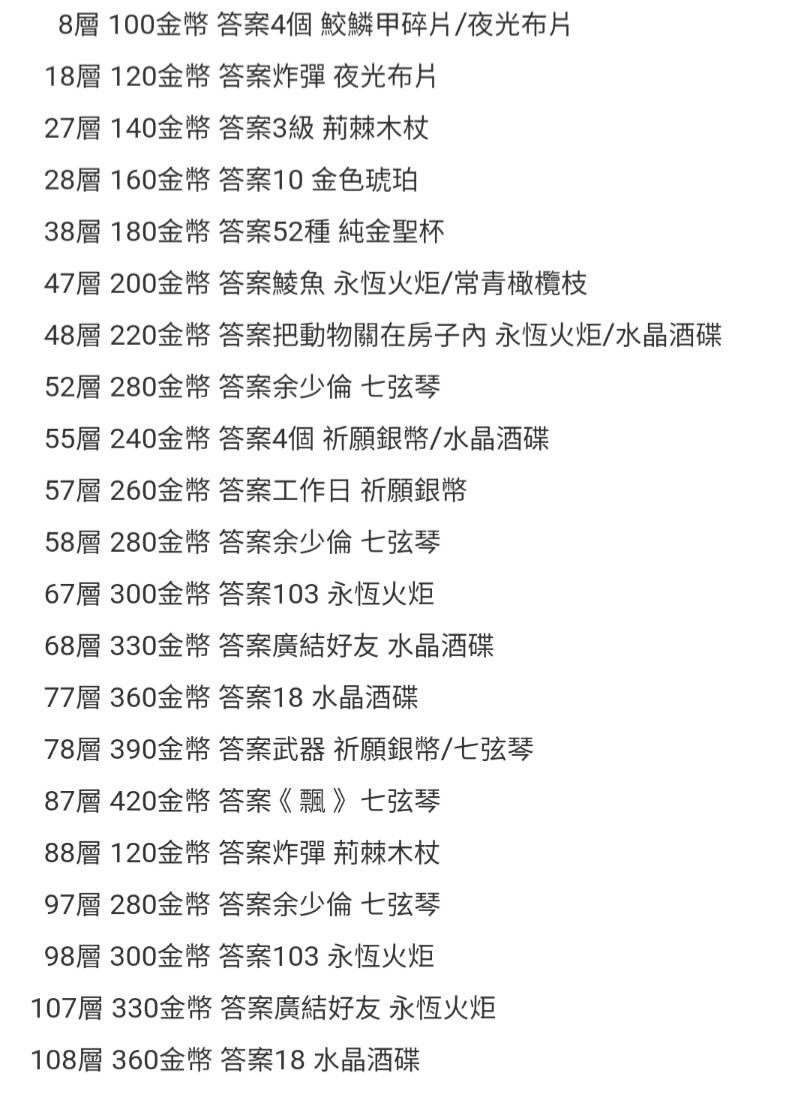 8層 100金幣 答案4個 鮫鱗甲碎片/夜光布片
18層 120金幣 答案炸彈 夜光布片
27層 140金幣 答案3級 荊棘木杖
28層 160金幣 答案10 金色琥珀
38層 180金幣 答案52種 純金聖杯
47層 200金幣 答案鯪魚 永恆火炬/常青橄欖枝
48層 220金幣 答案把動物關在房子內 永恆火炬/水晶酒碟
52層 280金幣 答案余少倫 七弦琴
55層 240金幣 答案4個 祈願銀幣/水晶酒碟
57層 260金幣 答案工作日 祈願銀幣
58層 280金幣 答案余少倫 七弦琴
67層 300金幣 答案103 永恆火炬
68層 330金幣 答案廣結好友 水晶酒碟
77層 360金幣 答案18 水晶酒碟
78層 390金幣 答案武器 祈願銀幣/七弦琴
87層 420金幣 答案《 飄 》 七弦琴
88層 120金幣 答案炸彈 荊棘木杖
97層 280金幣 答案余少倫 七弦琴
98層 300金幣 答案103 永恆火炬
107層 330金幣 答案廣結好友 永恆火炬
108層 360金幣 答案18 水晶酒碟